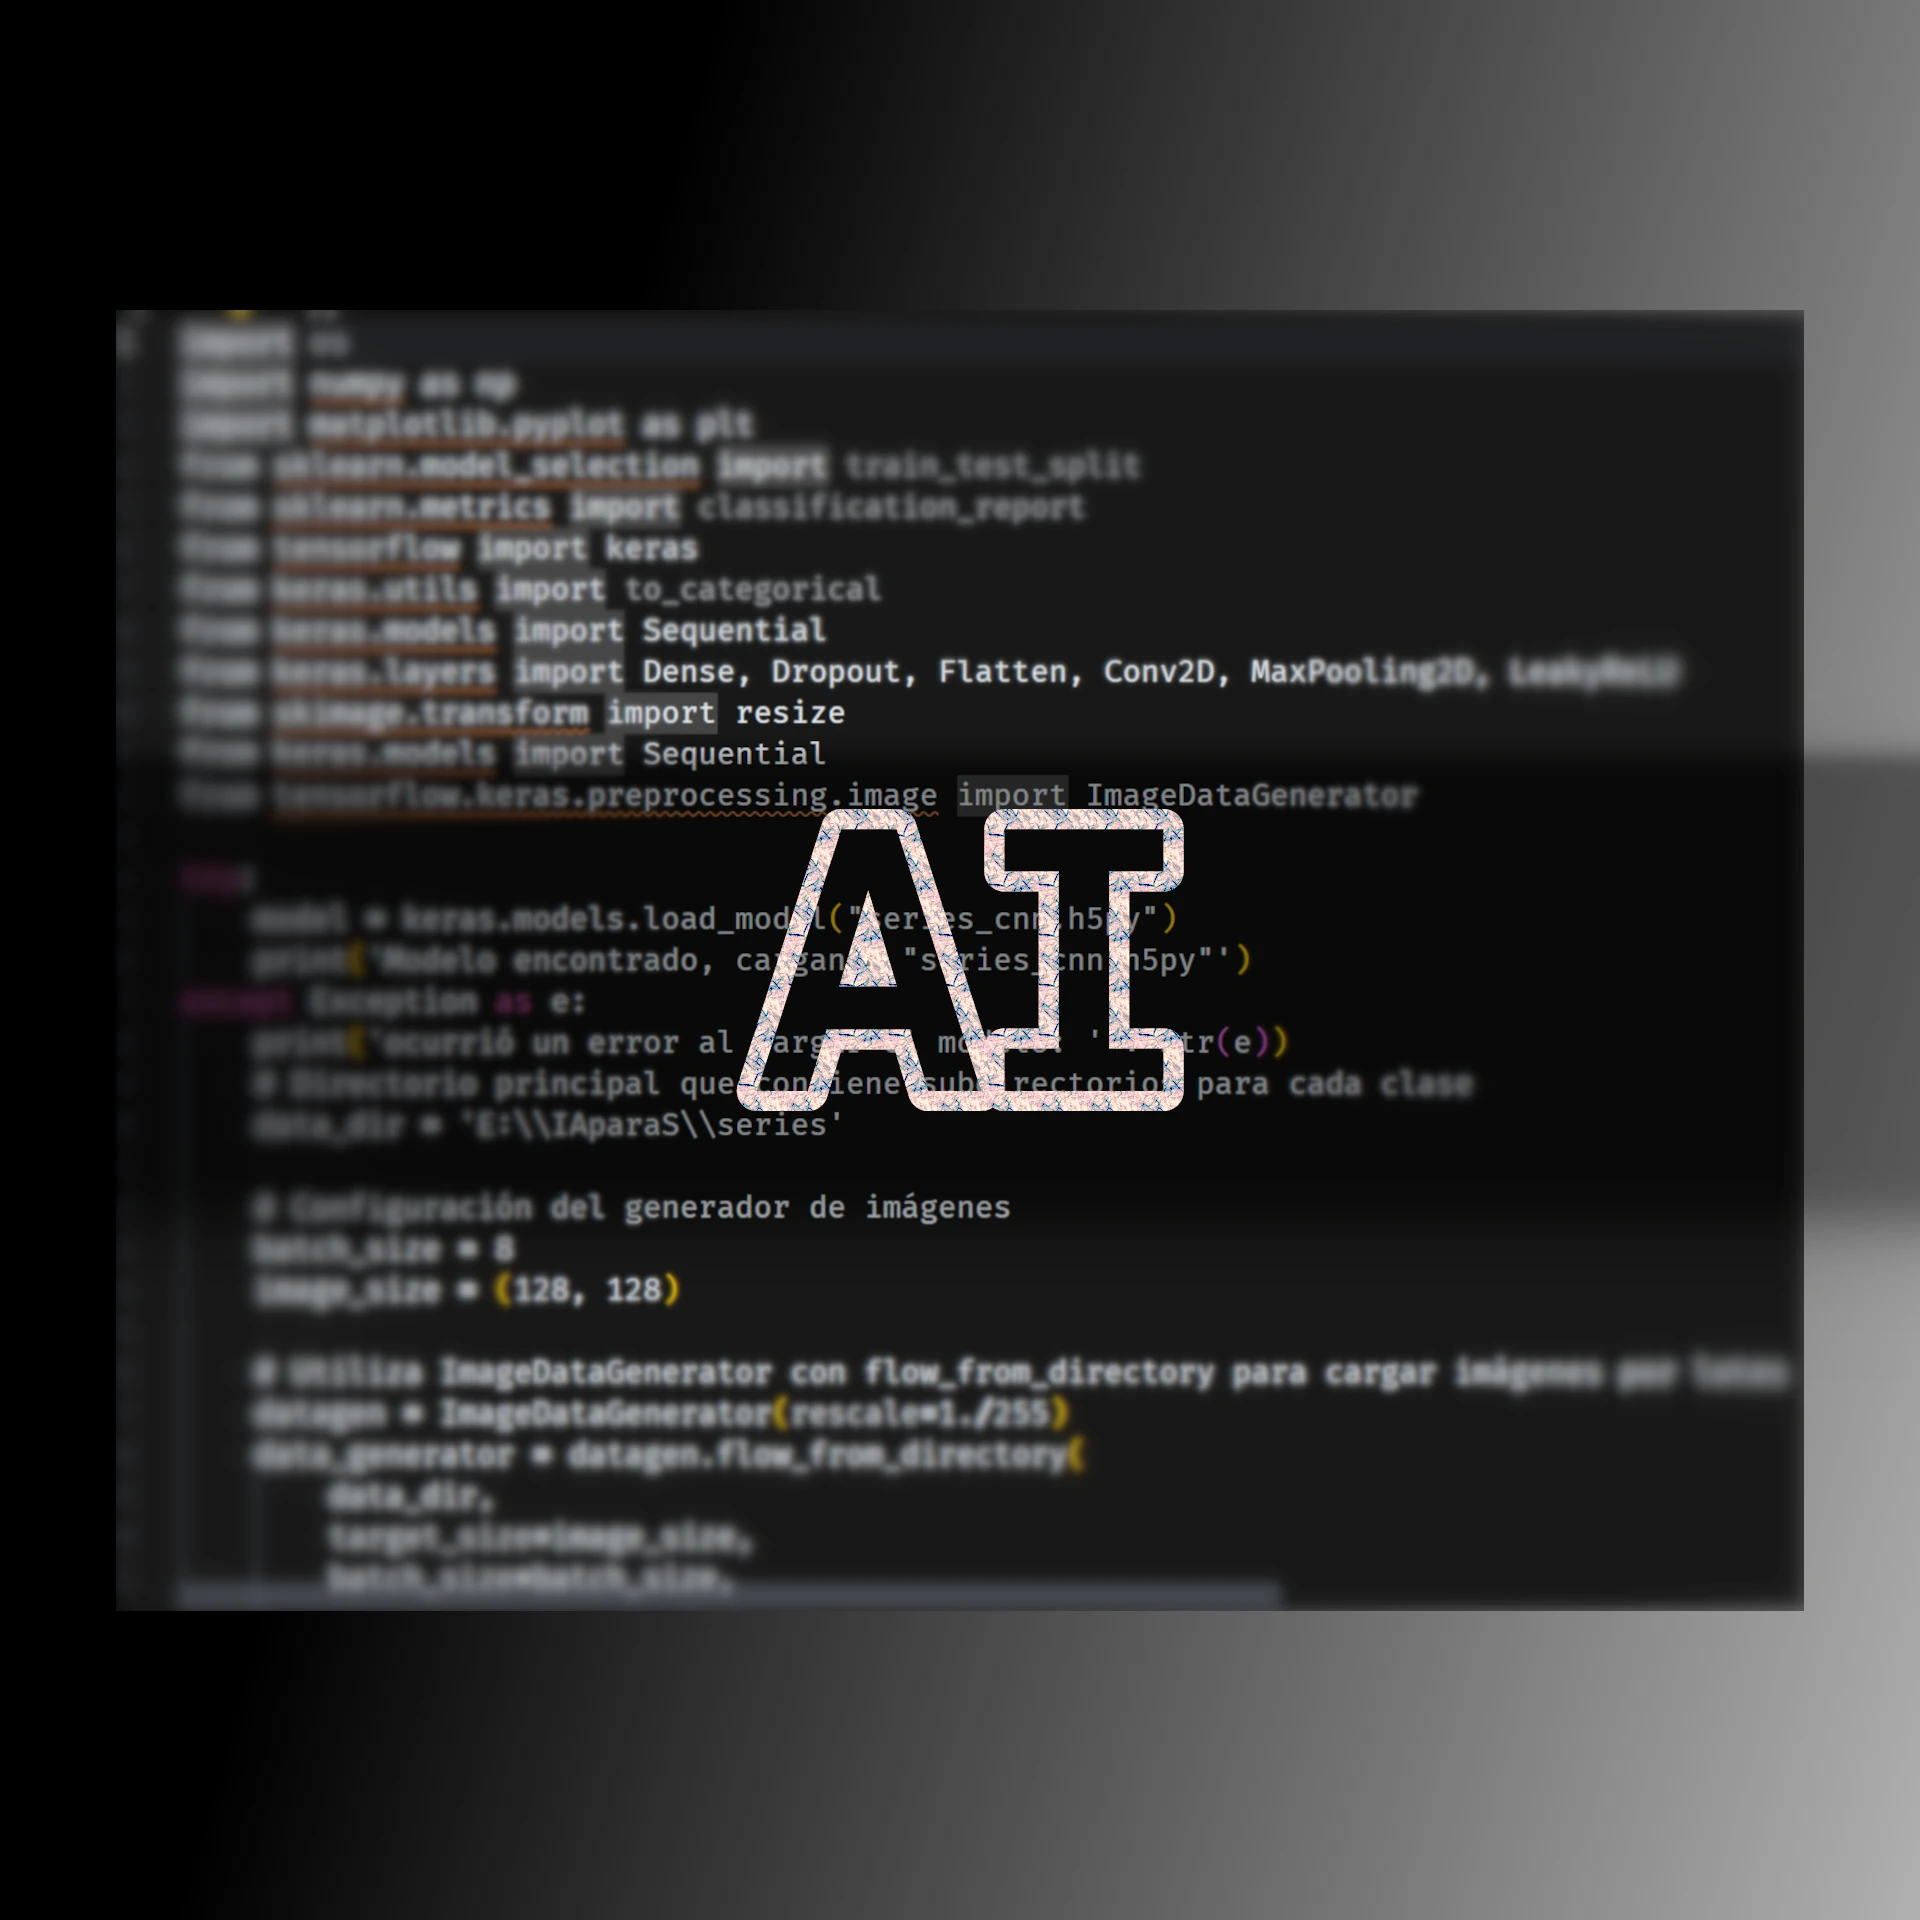 import os
import numpy as np
import matplotlib.pyplot as plt
from sklearn.model_selection import train_test_split
from sklearn.metrics import classification_report
from tensorflow import keras
from keras.utils import to_categorical
from keras.models import Sequential
from keras.layers import Dense, Dropout, Flatten, Conv2D, MaxPooling2D, LeakyReLU
from skimage.transform import resize
from keras.models import Sequential
from tensorflow.keras.preprocessing.image import ImageDataGenerator
AI
try:
model = keras.models.load_model("series_cnn.h5py")
print('Modelo encontrado, cargando "series_cnn.h5py"')
except Exception as e:
print('ocurrió un error al cargar el modelo: ' + str(e))
# Directorio principal que contiene subdirectorios para cada clase
data_dir = 'E:\\IAparaS\\series'
# Configuración del generador de imágenes
batch_size = 8
image_size = (128, 128)
# Utiliza ImageDataGenerator con flow_from_directory para cargar imágenes por lotes
datagen = ImageDataGenerator(rescale=1./255)
data_generator = datagen.flow_from_directory(
data_dir,
target_size=image_size,
batch_size=batch_size,